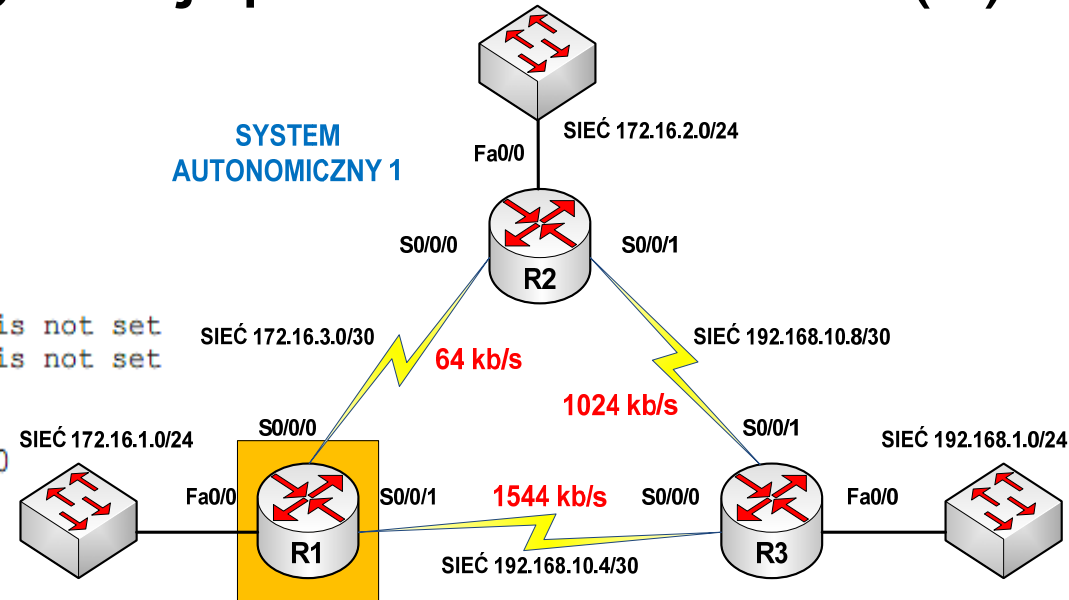 SIEĆ 172.16.2.0/24
SYSTEM
AUTONOMICZNY 1
Fa0/0
S0/0/0
S0/0/1
R2
is not set
is not set
SIEĆ 172.16.3.0/30
64 kb/s
SIEĆ 192.168.10.8/30
1024 kb/s
S0/0/0
S0/0/1
SIEĆ 172.16.1.0/24
SIEĆ 192.168.1.0/24
0
Fa0/0
S0/0/1
1544 kb/s
S0/0/0
Fa0/0
R1
R3
SIEĆ 192.168.10.4/30